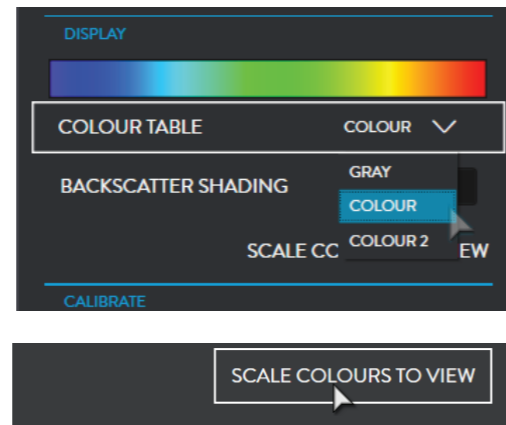 DISPLAY
COLOUR TABLE COLOUR
GRAY
BACKSCATTER SHADING
COLOUR
COLOUR 2
SCALE CC EW
CALIBRATE
SCALE COLOURS TO VIEW